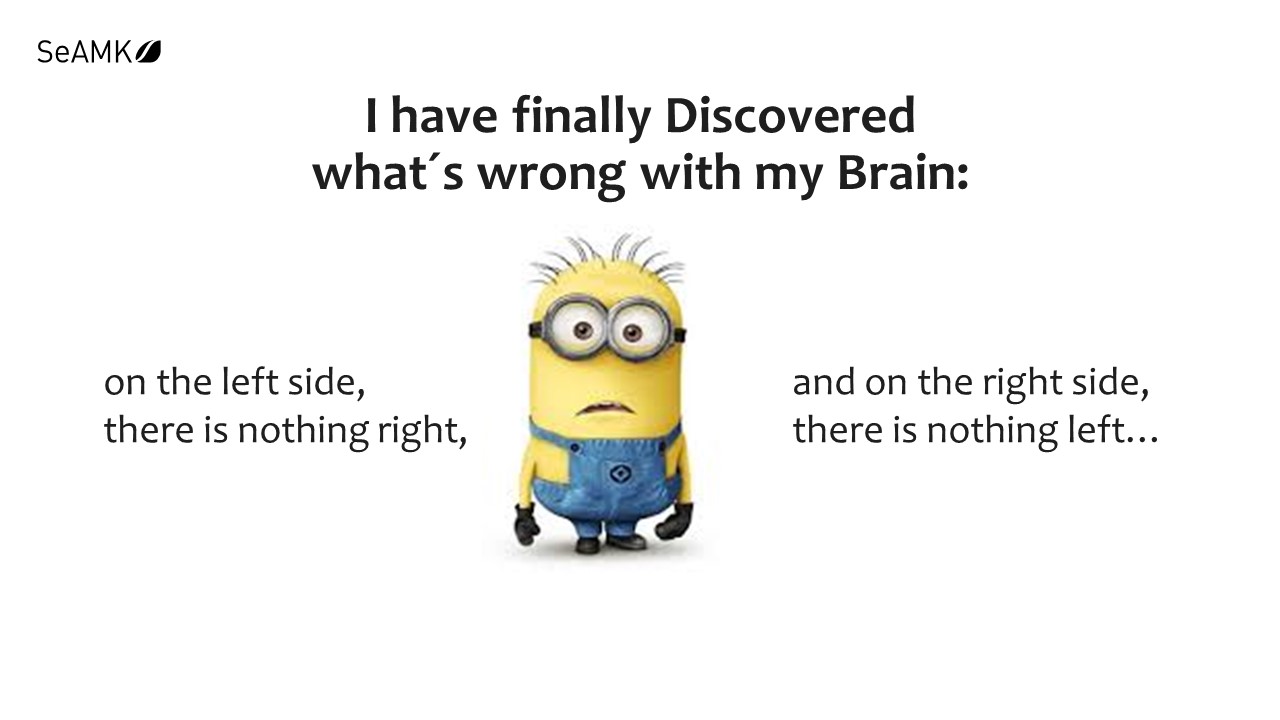 SeAMK
I have finally Discovered
what´s wrong with my Brain:
on the left side,
there is nothing right,
and on the right side,
there is nothing left…